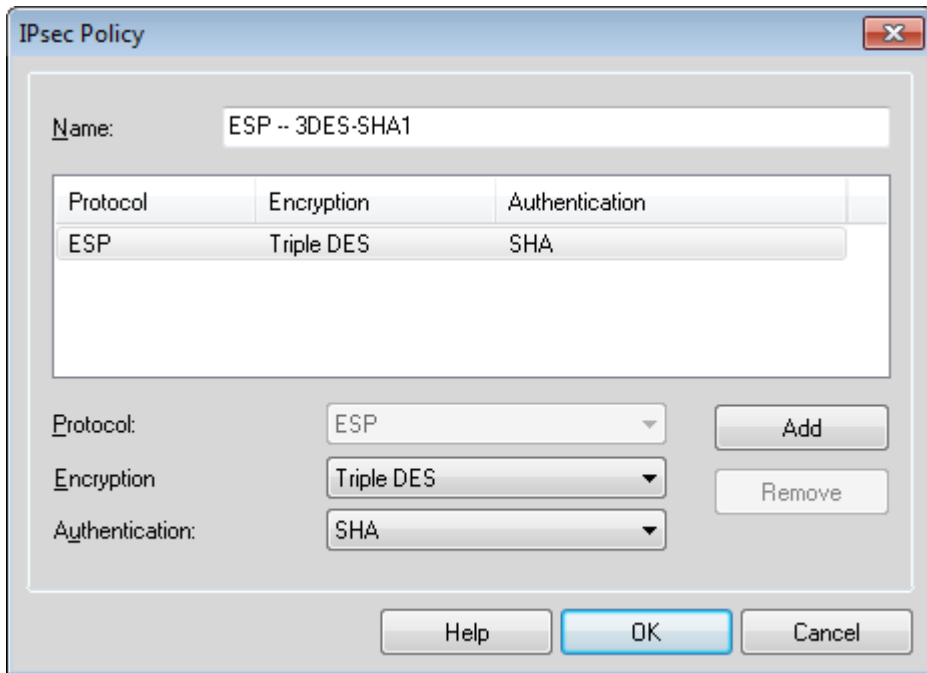 IPsec Policy
Name: ESP -- 3DES-SHA1
Protocol Encryption Authentication
ESP Triple DES SHA
Protocol: ESP Add
Encryption Triple DES Remove
Authentication: SHA
Help OK Cancel